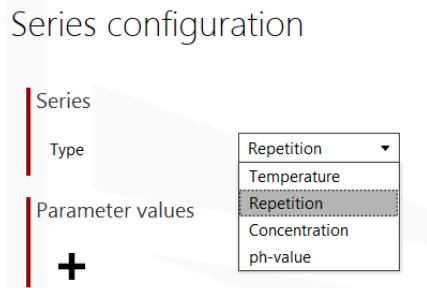 Series configuration
Series
Type
Repetition
Temperature
Repetition
Concentration
ph-value
Parameter values